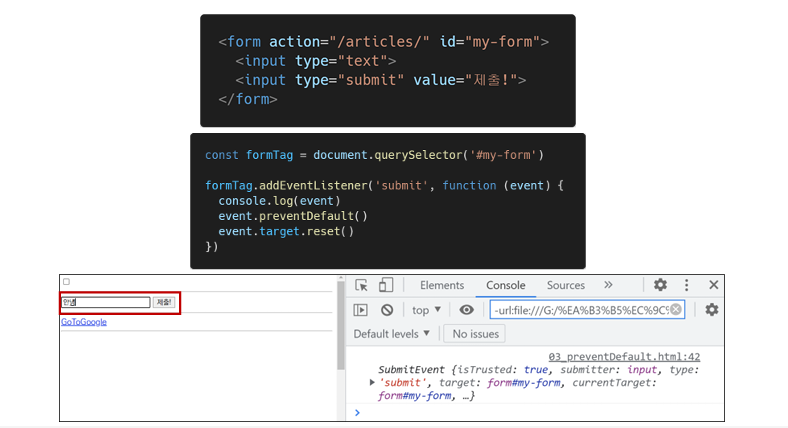 <form action="/articles/" id="my-form">
<input type="text">
<input type="submit" value="제출!">
</form>
const formTag = document.querySelector('#my-form')
formTag.addEventListener('submit', function (event) {
console.log(event)
event.preventDefault()
event.target.reset()
})
안녕 제출!
GoToGoogle
Elements Console Sources »
top ▼ -url:file:///G:/%EA%B3%B5%EC%9C%
Default levels ▼ No issues
03_preventDefault.html:42
SubmitEvent {isTrusted: true, submitter: input, type:
▶ 'submit', target: form#my-form, currentTarget:
form#my-form, …}